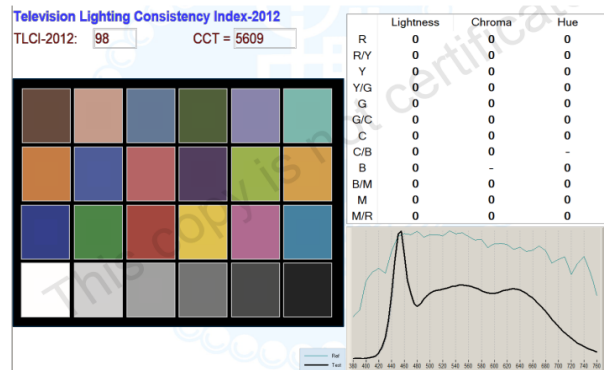 Television Lighting Consistency Index-2012
TLCI-2012: 98 CCT = 5609
Lightness Chroma Hue
R 0 0 0
R/Y 0 0 0
Y 0 0 0
Y/G 0 0 0
G 0 0 0
G/C 0 0 0
C 0 0 0
C/B 0 0 -
B 0 - 0
B/M 0 0 0
M 0 0 0
M/R 0 0 0
This copy is not certificat
Ref
Test
380 400 420 440 460 480 500 520 540 560 580 600 620 640 660 680 700 720 740 760